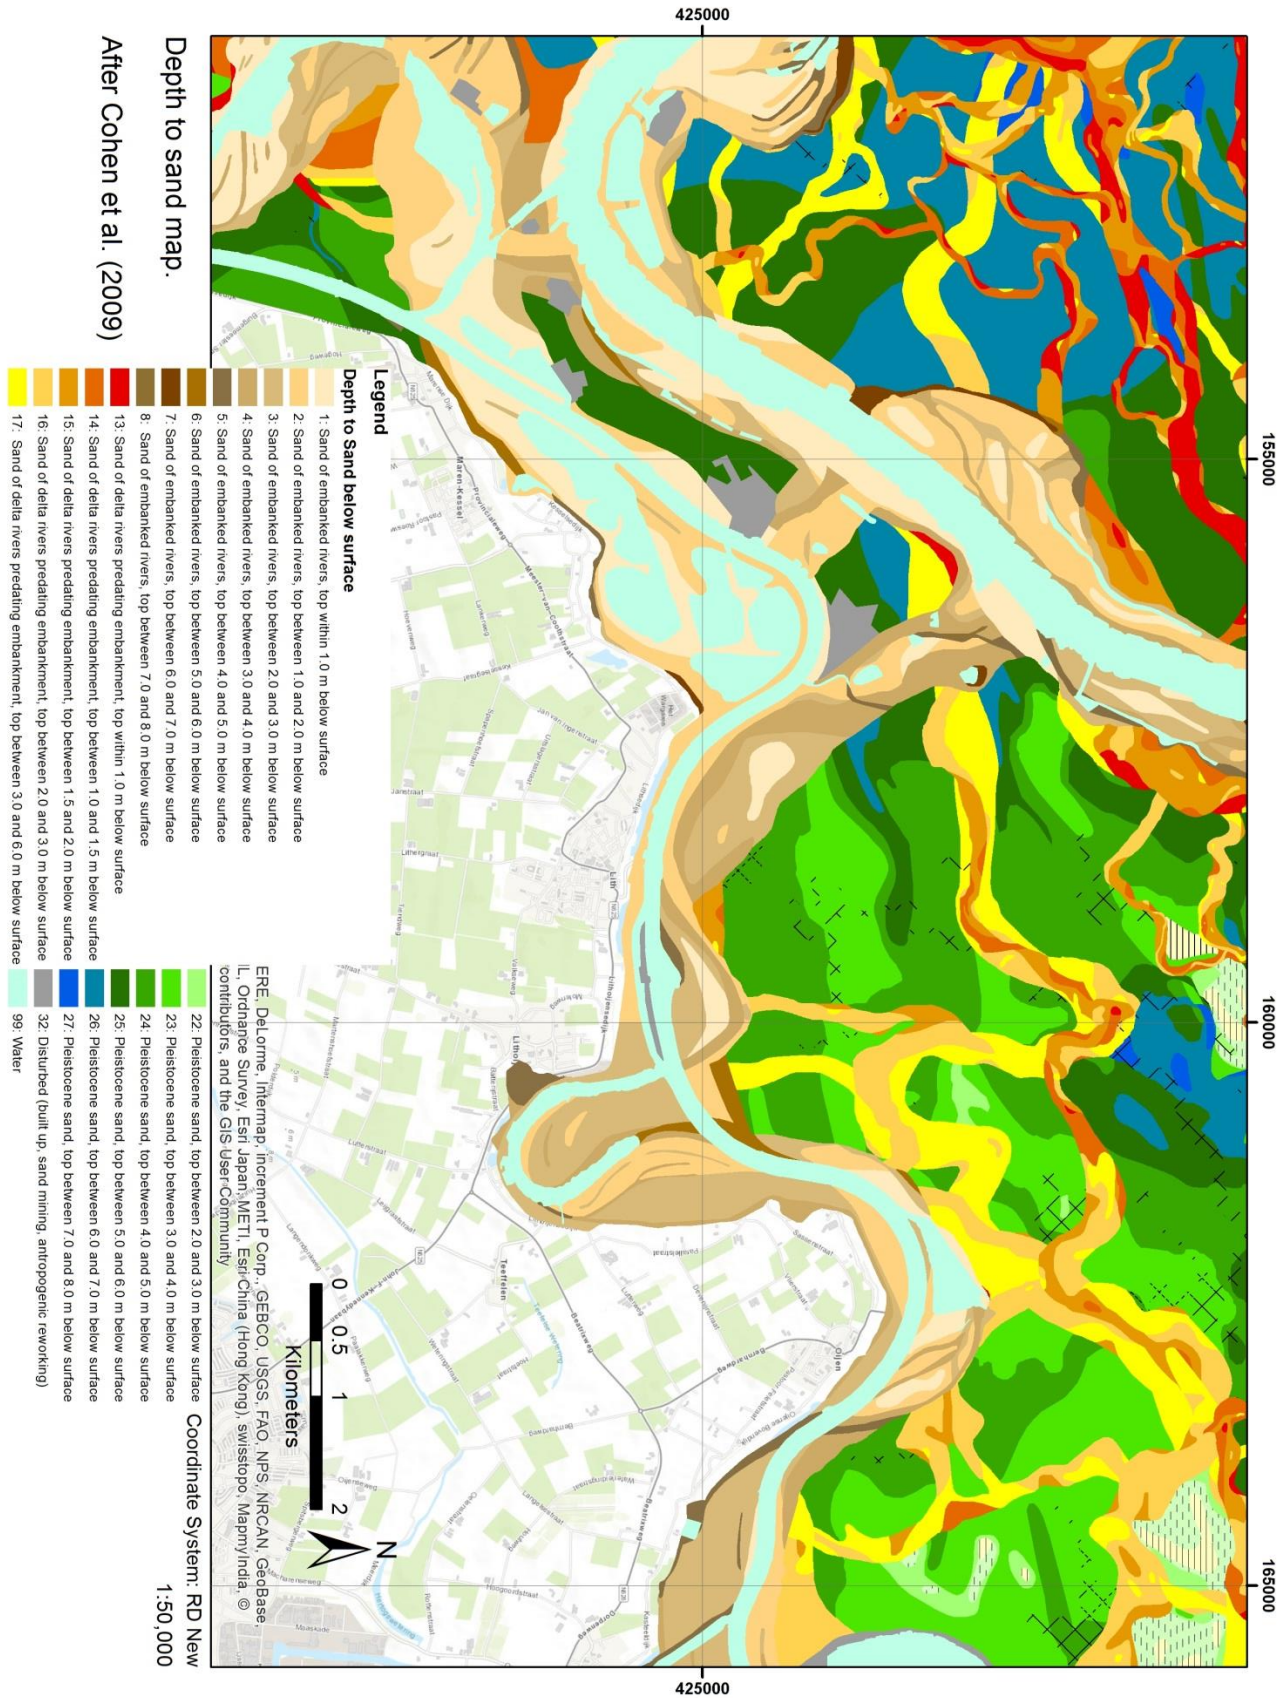 425000
155000
160000
165000
425000
Depth to sand map.
After Cohen et al. (2009)
Legend
Depth to Sand below surface
1: Sand of embanked rivers, top within 1.0 m below surface
2: Sand of embanked rivers, top between 1.0 and 2.0 m below surface
3: Sand of embanked rivers, top between 2.0 and 3.0 m below surface
4: Sand of embanked rivers, top between 3.0 and 4.0 m below surface
5: Sand of embanked rivers, top between 4.0 and 5.0 m below surface
6: Sand of embanked rivers, top between 5.0 and 6.0 m below surface
7: Sand of embanked rivers, top between 6.0 and 7.0 m below surface
8: Sand of embanked rivers, top between 7.0 and 8.0 m below surface
13: Sand of delta rivers predating embankment, top within 1.0 m below surface
14: Sand of delta rivers predating embankment, top between 1.0 and 1.5 m below surface
15: Sand of delta rivers predating embankment, top between 1.5 and 2.0 m below surface
16: Sand of delta rivers predating embankment, top between 2.0 and 3.0 m below surface
17: Sand of delta rivers predating embankment, top between 3.0 and 6.0 m below surface
22: Pleistocene sand, top between 2.0 and 3.0 m below surface
23: Pleistocene sand, top between 3.0 and 4.0 m below surface
24: Pleistocene sand, top between 4.0 and 5.0 m below surface
25: Pleistocene sand, top between 5.0 and 6.0 m below surface
26: Pleistocene sand, top between 6.0 and 7.0 m below surface
27: Pleistocene sand, top between 7.0 and 8.0 m below surface
32: Disturbed (built up, sand mining, antropogenic reworking)
99: Water
ERE, DeLorme, Intermap, increment P Corp., GEBCO, USGS, FAO, NPS, NRCAN, GeoBase,
IL, Ordnance Survey, Esri Japan, METI, Esri China (Hong Kong), swisstopo, MapmyIndia, ©
contributors, and the GIS User Community
0 0.5 1 2
Kilometers
N
Coordinate System: RD New
1:50,000
Maren-Kessel
Provincialeweg
Meester-van-Coothstraat
Kesselsedijk
Marense Dijk
Lith
Lithsedijk
Lithoijensedijk
Lithoij
N625
Teeffelen
Oijen
Beatrixweg
Bernhardweg
John-F-Kennedybaan
Hertogswetering